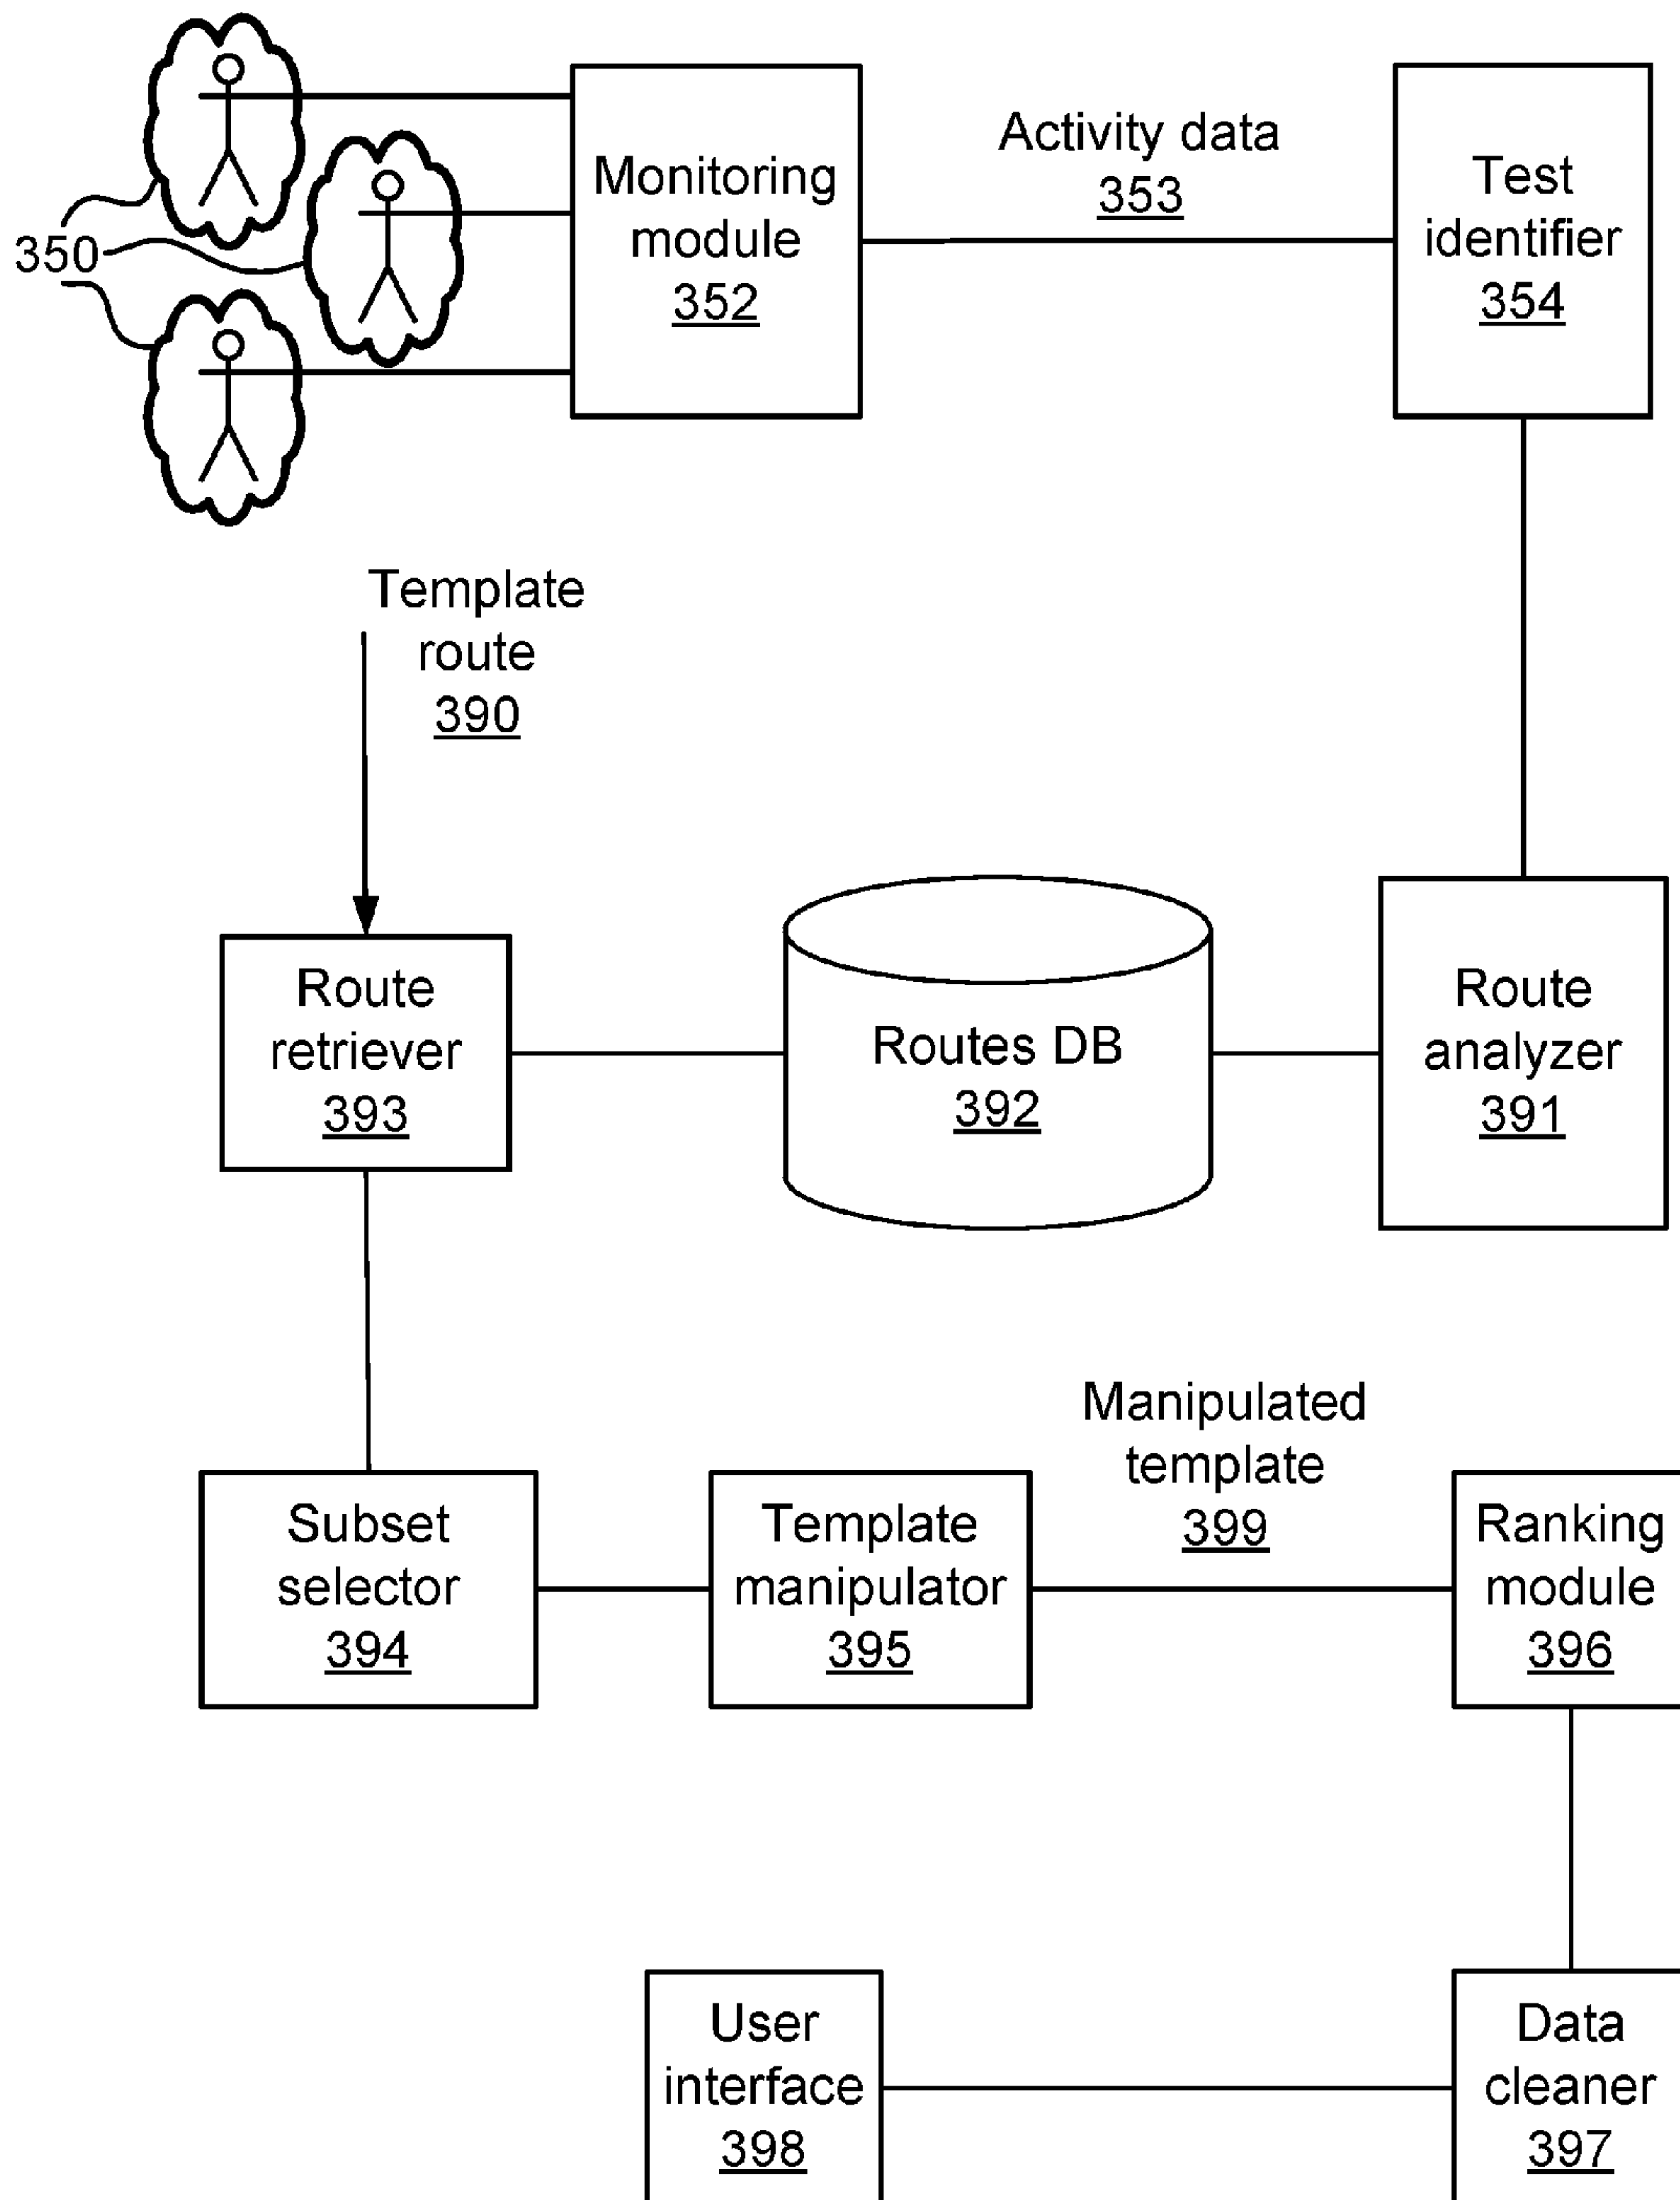 Monitoring
module
352
Activity data
353
Test
identifier
354
350
Template
route
390
Route
retriever
393
Routes DB
392
Route
analyzer
391
Subset
selector
394
Template
manipulator
395
Manipulated
template
399
Ranking
module
396
User
interface
398
Data
cleaner
397